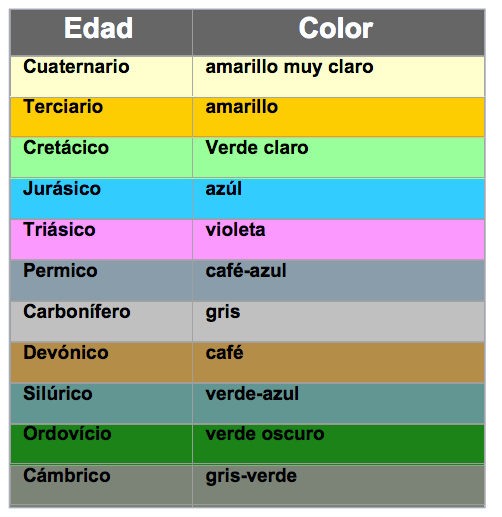 Edad Color
Cuaternario amarillo muy claro
Terciario amarillo
Cretácico Verde claro
Jurásico azúl
Triásico violeta
Permico café-azul
Carbonífero gris
Devónico café
Silúrico verde-azul
Ordovício verde oscuro
Cámbrico gris-verde